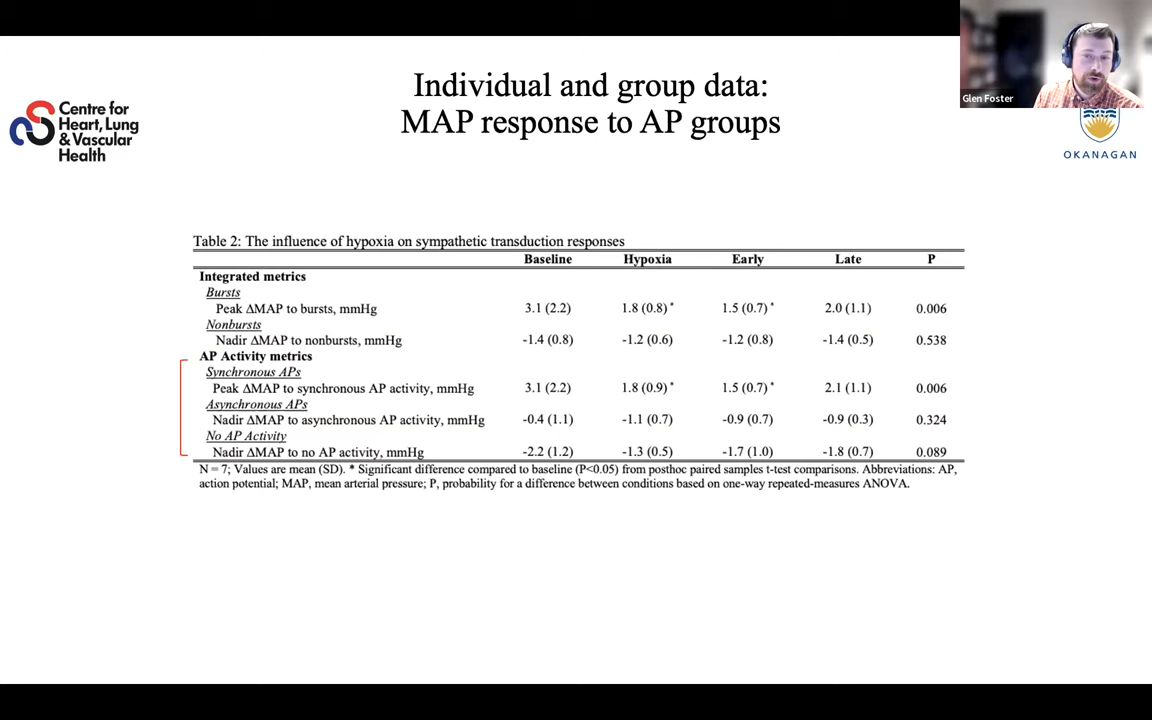 Glen Foster
Centre for
Heart, Lung
& Vascular
Health
OKANAGAN
Individual and group data:
MAP response to AP groups
Table 2: The influence of hypoxia on sympathetic transduction responses
Baseline Hypoxia Early Late P
Integrated metrics
Bursts
Peak ΔMAP to bursts, mmHg 3.1 (2.2) 1.8 (0.8) * 1.5 (0.7) * 2.0 (1.1) 0.006
Nonbursts
Nadir ΔMAP to nonbursts, mmHg -1.4 (0.8) -1.2 (0.6) -1.2 (0.8) -1.4 (0.5) 0.538
AP Activity metrics
Synchronous APs
Peak ΔMAP to synchronous AP activity, mmHg 3.1 (2.2) 1.8 (0.9) * 1.5 (0.7) * 2.1 (1.1) 0.006
Asynchronous APs
Nadir ΔMAP to asynchronous AP activity, mmHg -0.4 (1.1) -1.1 (0.7) -0.9 (0.7) -0.9 (0.3) 0.324
No AP Activity
Nadir ΔMAP to no AP activity, mmHg -2.2 (1.2) -1.3 (0.5) -1.7 (1.0) -1.8 (0.7) 0.089
N = 7; Values are mean (SD). * Significant difference compared to baseline (P<0.05) from posthoc paired samples t-test comparisons. Abbreviations: AP,
action potential; MAP, mean arterial pressure; P, probability for a difference between conditions based on one-way repeated-measures ANOVA.